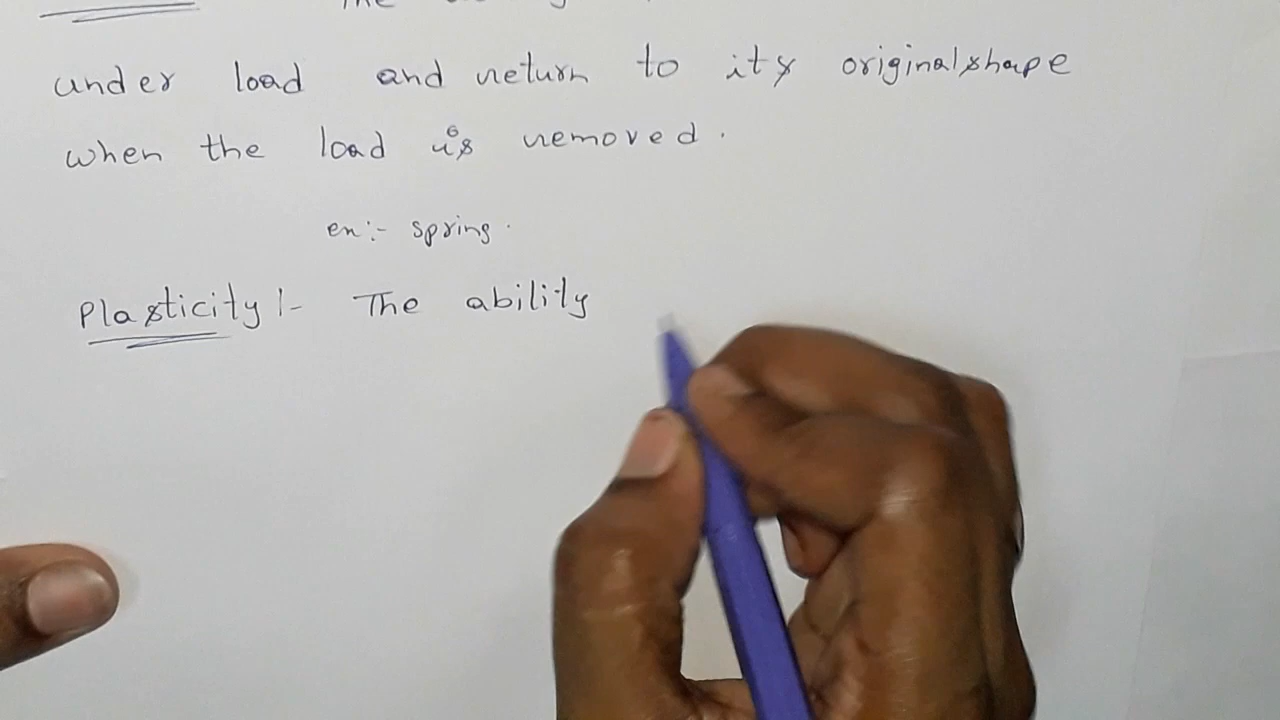 under load and return to its original shape
when the load is removed.
ex:- spring.
Plasticity :- The ability